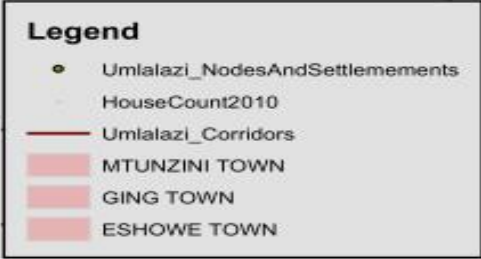 Legend
Umlalazi_NodesAndSettlemements
HouseCount2010
Umlalazi_Corridors
MTUNZINI TOWN
GING TOWN
ESHOWE TOWN